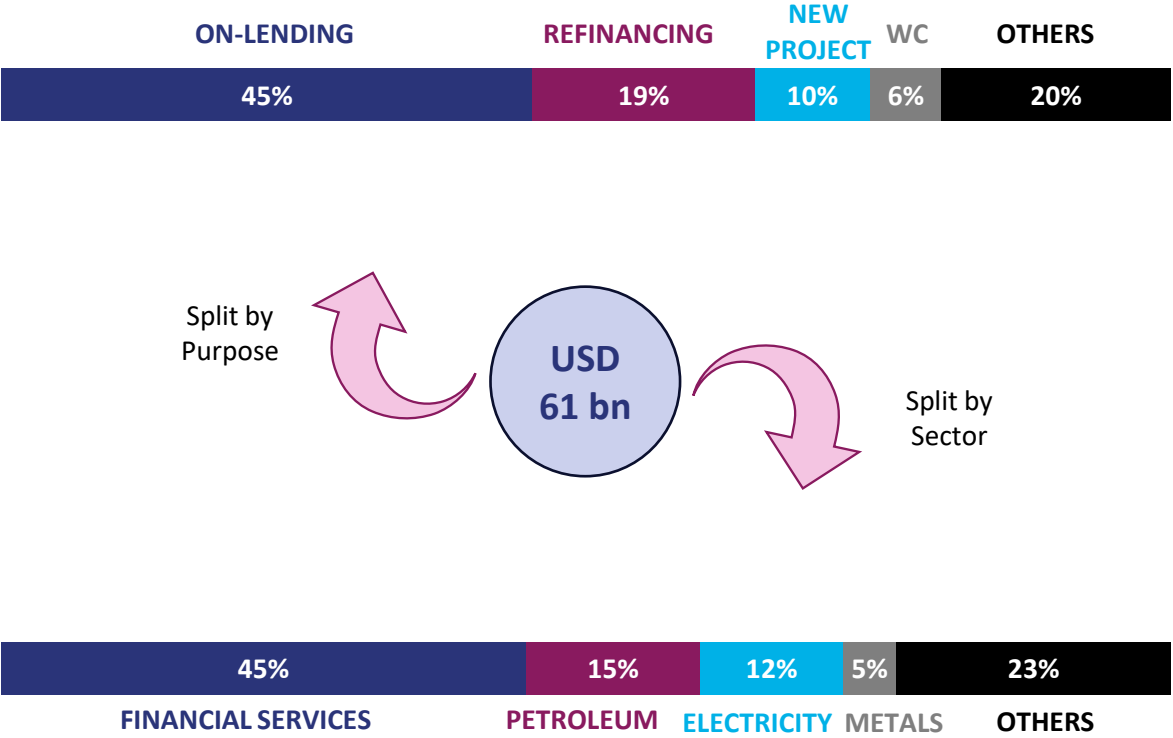 ON-LENDING REFINANCING NEW PROJECT WC OTHERS
45% 19% 10% 6% 20%
Split by
Purpose
USD
61 bn
Split by
Sector
45% 15% 12% 5% 23%
FINANCIAL SERVICES PETROLEUM ELECTRICITY METALS OTHERS